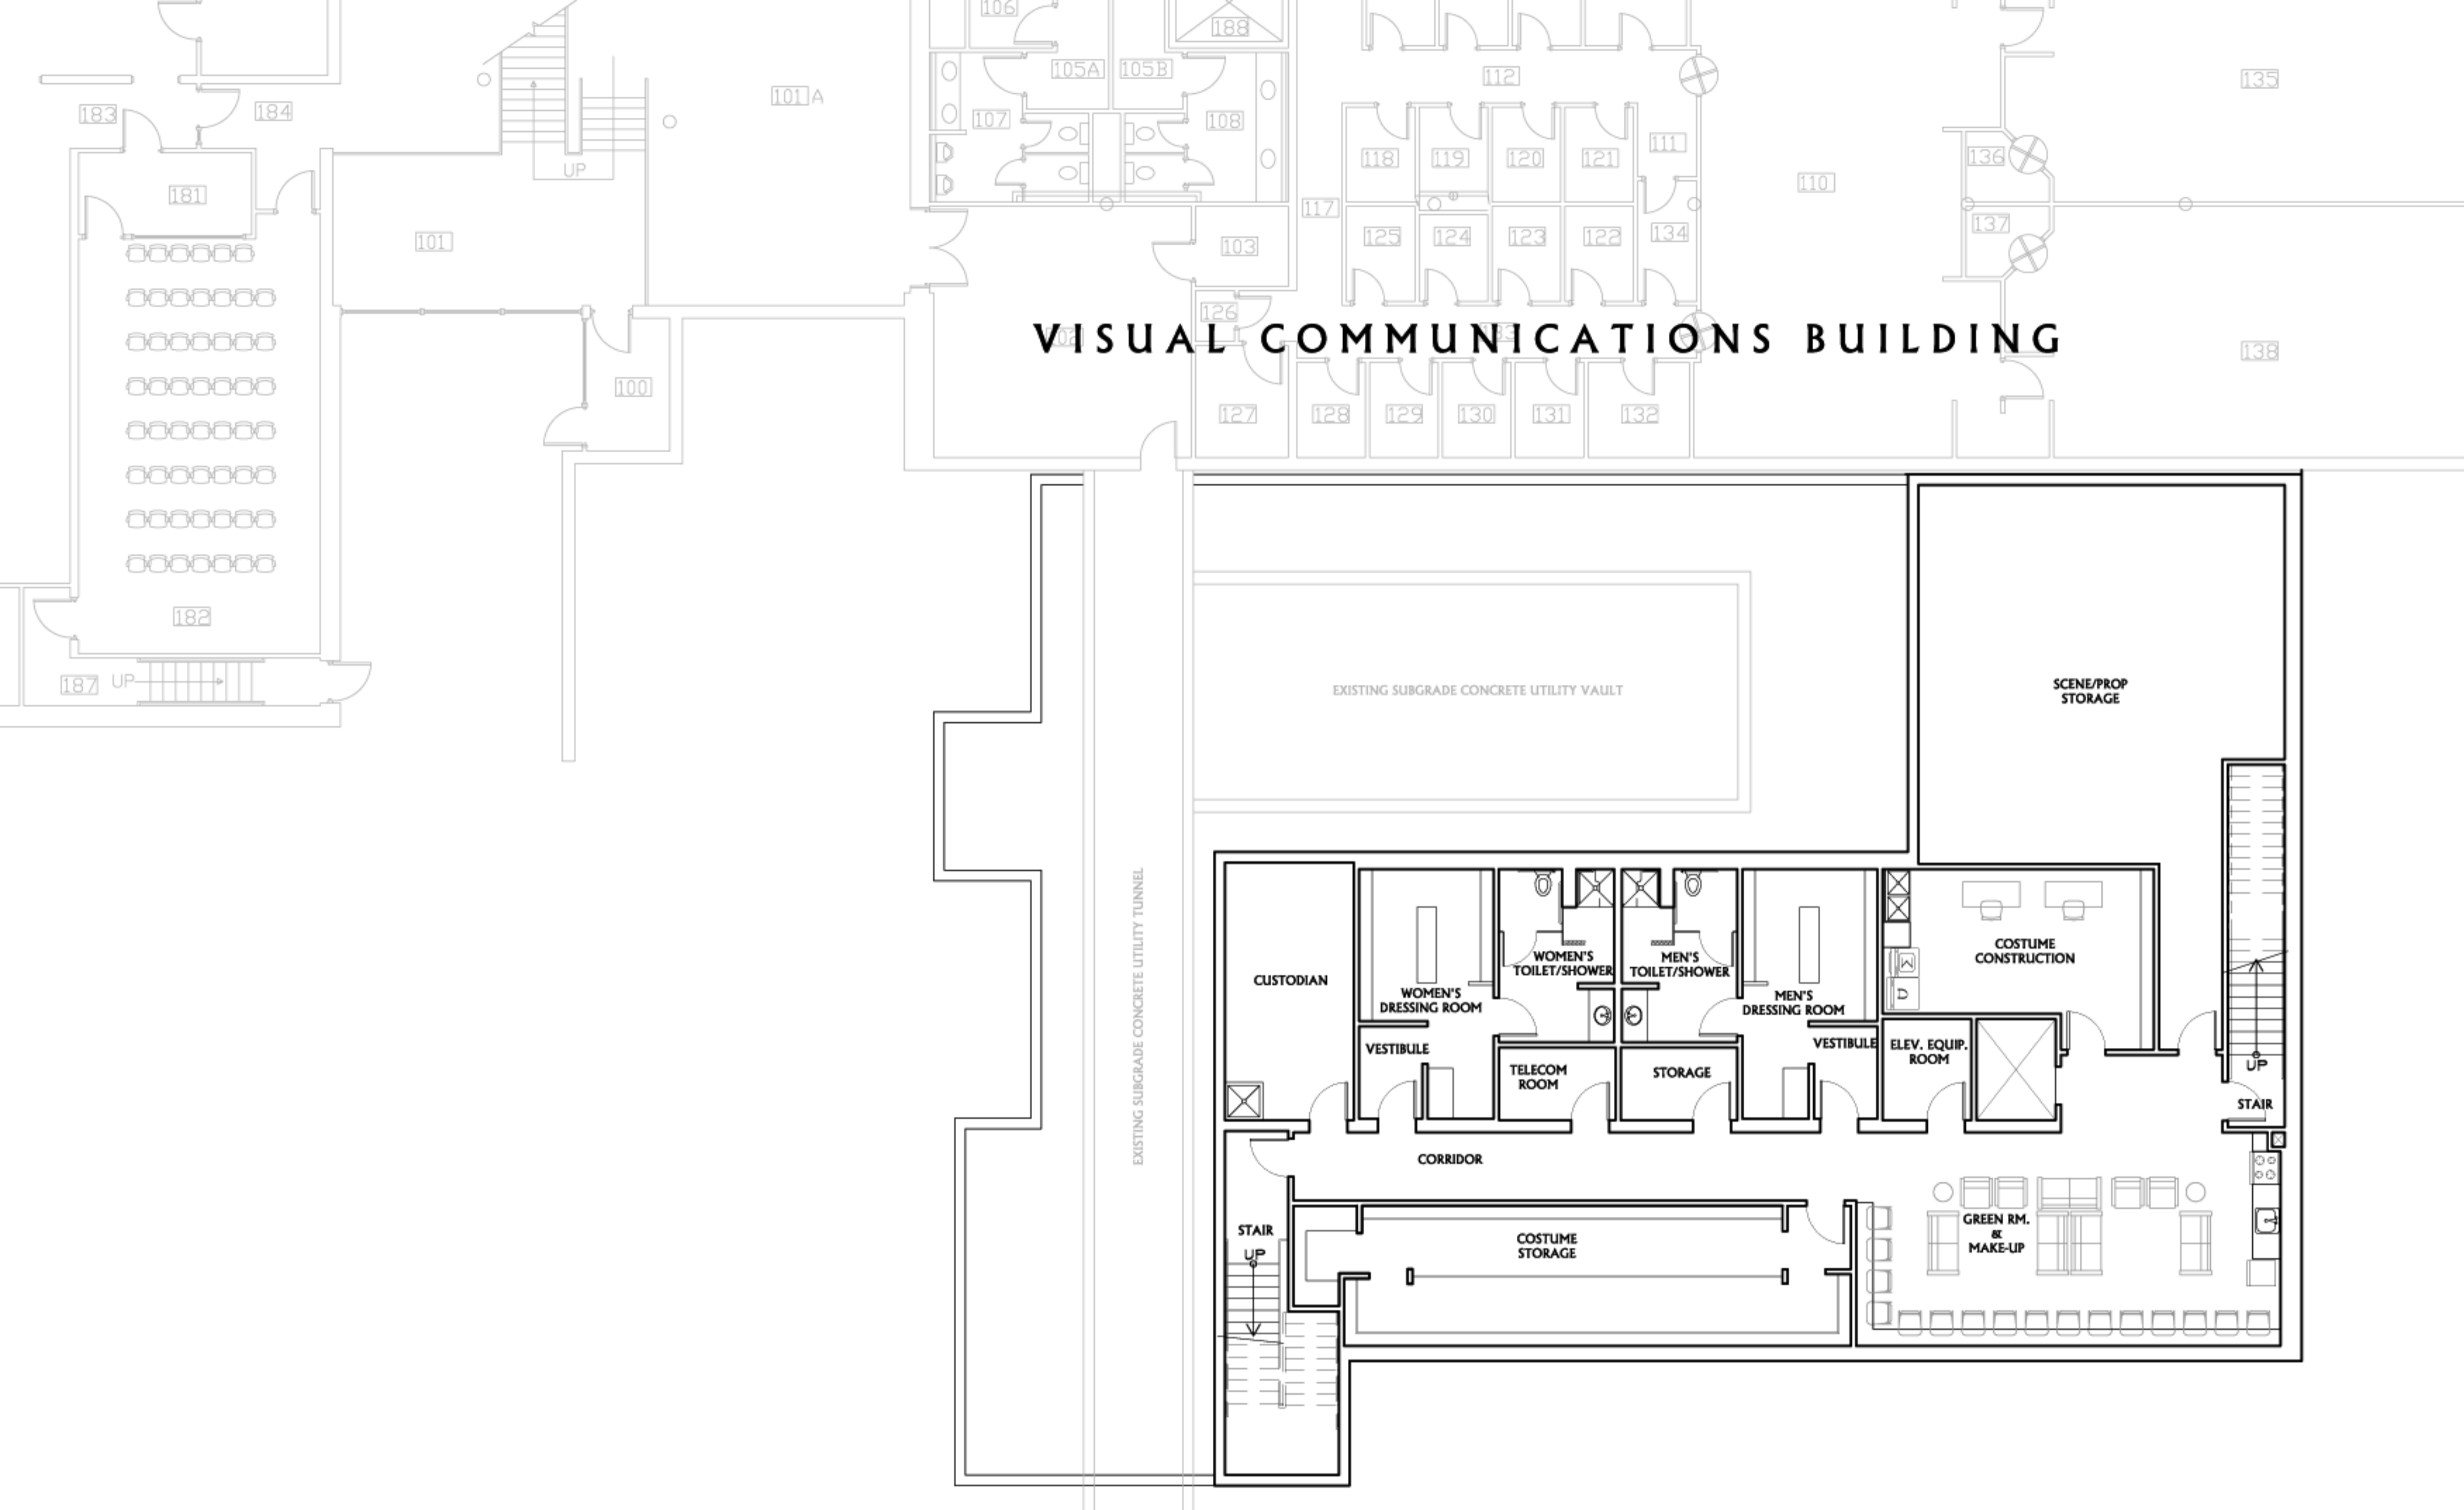 106
188
105A
105B
112
135
183
184
101 A
107
108
111
118
119
120
121
136
UP
110
181
117
137
101
125
124
123
122
134
103
126
VISUAL COMMUNICATIONS BUILDING
138
100
127
128
129
130
131
132
182
187
UP
EXISTING SUBGRADE CONCRETE UTILITY VAULT
SCENE/PROP
STORAGE
EXISTING SUBGRADE CONCRETE UTILITY TUNNEL
CUSTODIAN
WOMEN'S
DRESSING ROOM
WOMEN'S
TOILET/SHOWER
MEN'S
TOILET/SHOWER
MEN'S
DRESSING ROOM
COSTUME
CONSTRUCTION
W
D
VESTIBULE
TELECOM
ROOM
STORAGE
VESTIBULE
ELEV. EQUIP.
ROOM
UP
STAIR
CORRIDOR
STAIR
UP
COSTUME
STORAGE
GREEN RM.
&
MAKE-UP